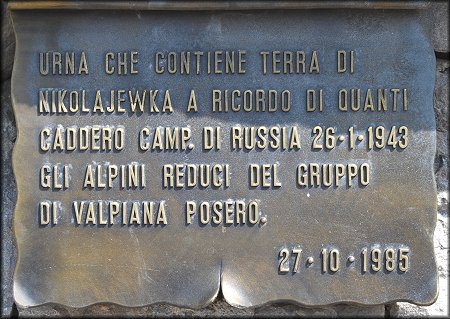 URNA CHE CONTIENE TERRA DI
NIKOLAJEWKA A RICORDO DI QUANTI
CADDERO CAMP. DI RUSSIA 26·1·1943
GLI ALPINI REDUCI DEL GRUPPO
DI VALPIANA POSERO.
27·10·1985